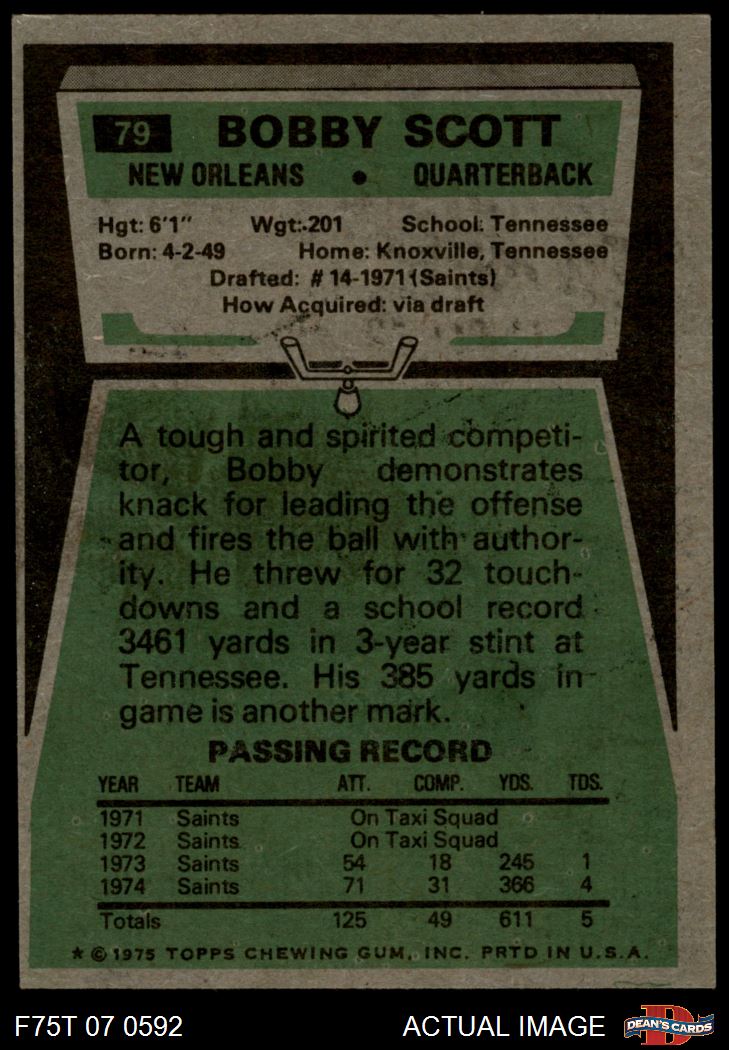 79 BOBBY SCOTT
NEW ORLEANS • QUARTERBACK
Hgt: 6'1" Wgt: 201 School: Tennessee
Born: 4-2-49 Home: Knoxville, Tennessee
Drafted: # 14-1971 (Saints)
How Acquired: via draft
A tough and spirited competi-
tor, Bobby demonstrates
knack for leading the offense
and fires the ball with author-
ity. He threw for 32 touch-
downs and a school record
3461 yards in 3-year stint at
Tennessee. His 385 yards in
game is another mark.
PASSING RECORD
YEAR TEAM ATT. COMP. YDS. TDS.
1971 Saints On Taxi Squad
1972 Saints On Taxi Squad
1973 Saints 54 18 245 1
1974 Saints 71 31 366 4
Totals 125 49 611 5
* © 1975 TOPPS CHEWING GUM, INC. PRTD IN U.S.A.
F75T 07 0592 ACTUAL IMAGE D DEAN'S CARDS